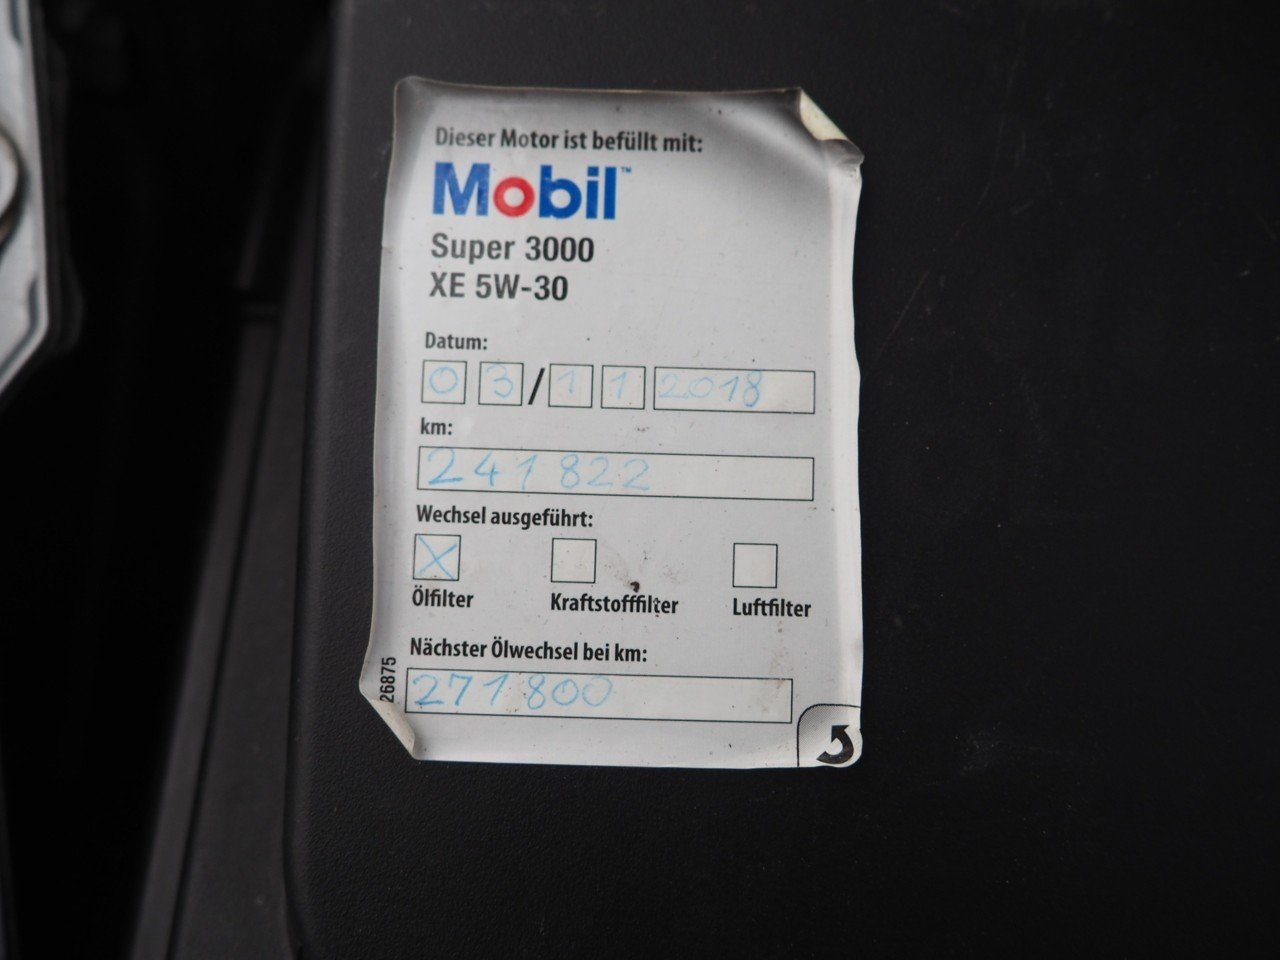 Dieser Motor ist befüllt mit:
Mobil™
Super 3000
XE 5W-30
Datum:
03/11 2018
km:
241822
Wechsel ausgeführt:
X
Ölfilter Kraftstofffilter Luftfilter
Nächster Ölwechsel bei km:
271800
26875